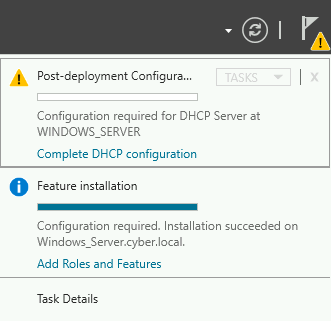 Post-deployment Configura...
TASKS
X
Configuration required for DHCP Server at
WINDOWS_SERVER
Complete DHCP configuration
Feature installation
Configuration required. Installation succeeded on
Windows_Server.cyber.local.
Add Roles and Features
Task Details